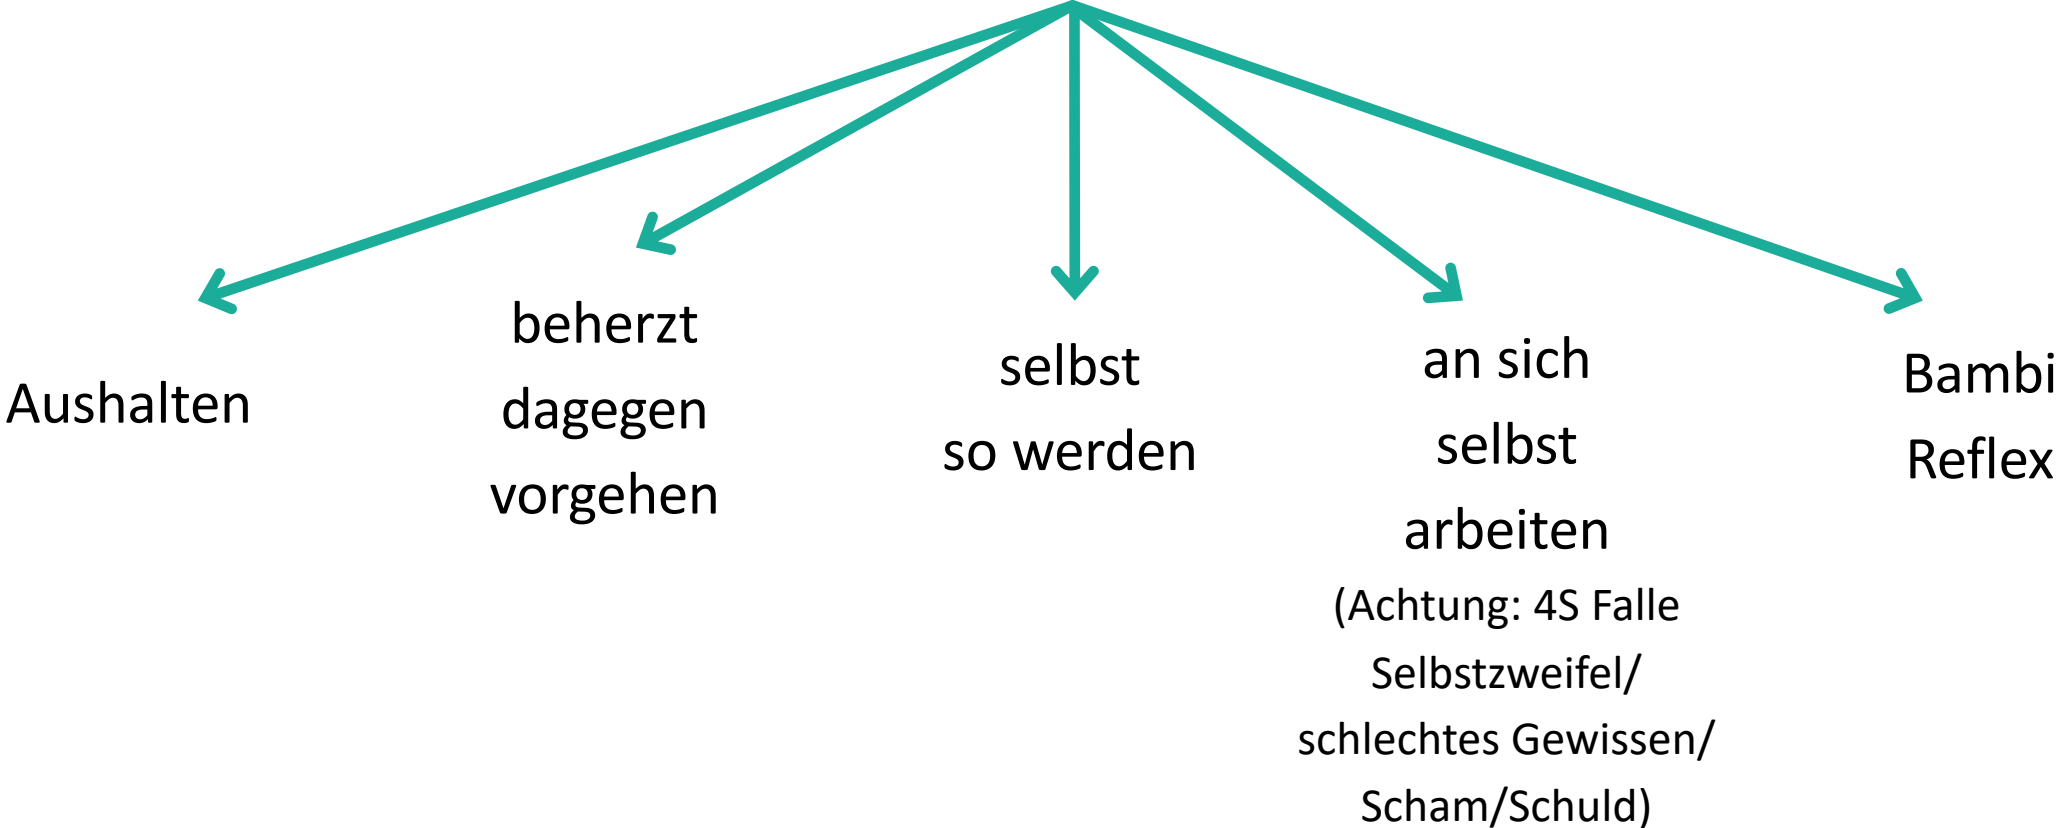 Aushalten
beherzt
dagegen
vorgehen
selbst
so werden
an sich
selbst
arbeiten
(Achtung: 4S Falle
Selbstzweifel/
schlechtes Gewissen/
Scham/Schuld)
Bambi
Reflex